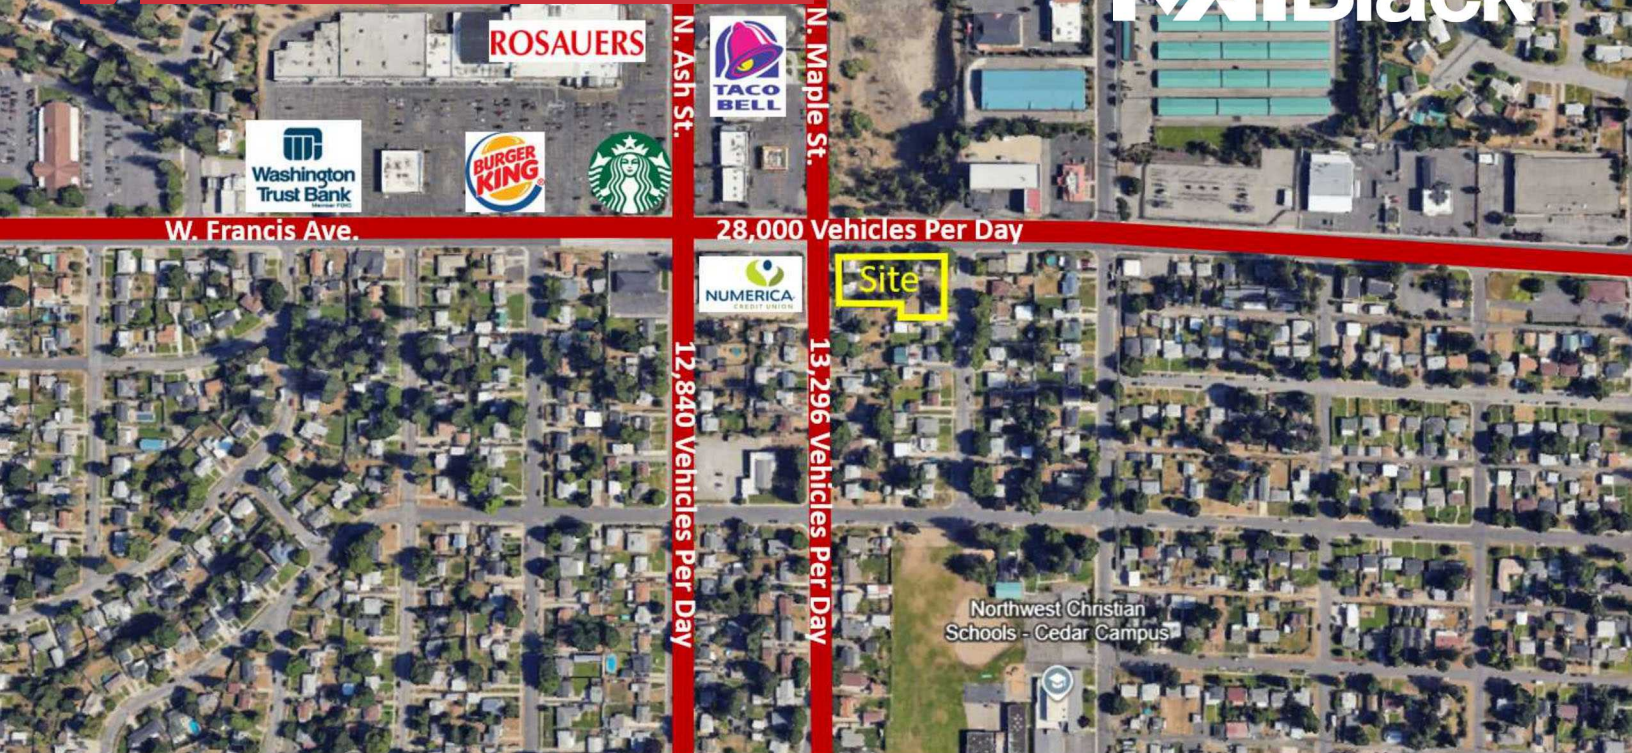 Black
ROSAUERS
TACO
BELL
N. Ash St.
N. Maple St.
Washington
Trust Bank
Member FDIC
BURGER
KING
W. Francis Ave.
28,000 Vehicles Per Day
NUMERICA
CREDIT UNION
Site
12,840 Vehicles Per Day
13,296 Vehicles Per Day
Northwest Christian
Schools - Cedar Campus